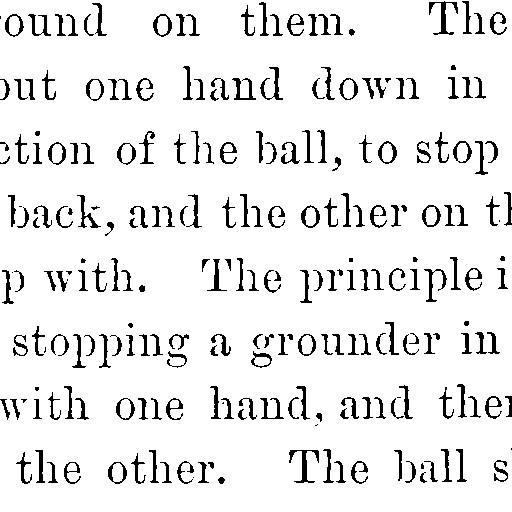 ound on them. The
out one hand down in
ction of the ball, to stop
back, and the other on th
p with. The principle i
stopping a grounder in
with one hand, and then
the other. The ball s